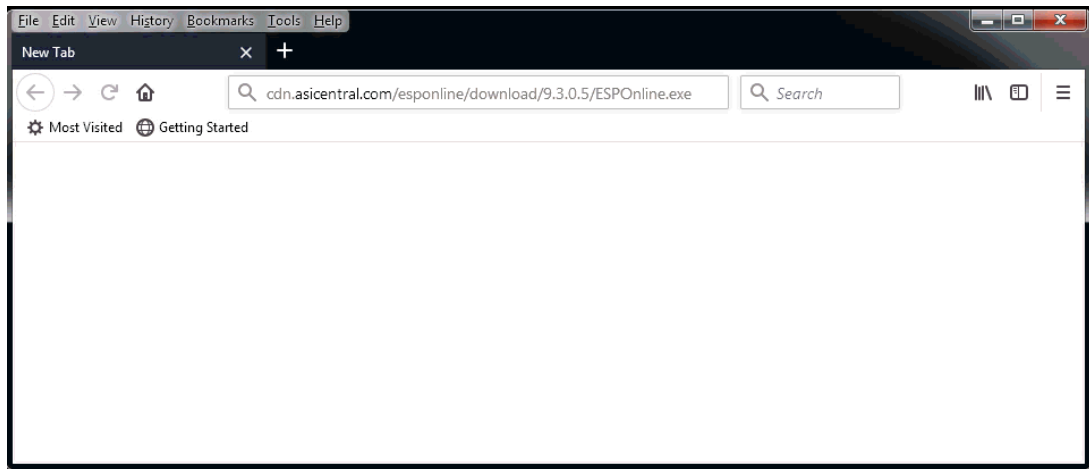 File Edit View History Bookmarks Tools Help
New Tab
cdn.asicentral.com/esponline/download/9.3.0.5/ESPOnline.exe Search
Most Visited Getting Started